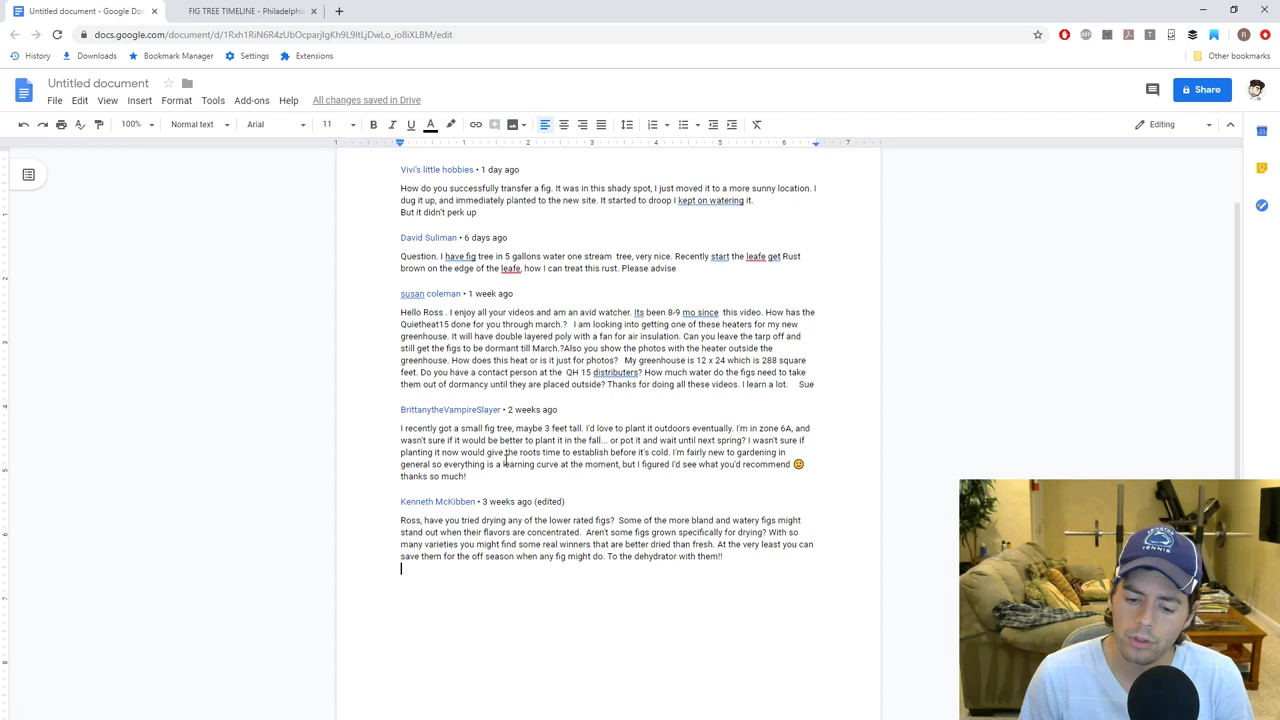 Untitled document - Google Doc
FIG TREE TIMELINE - Philadelphi
docs.google.com/document/d/1Rxh1RiN6R4zUbOcparjIgKh9L9ItLjDwLo_io8iXLBM/edit
History Downloads Bookmark Manager Settings Extensions Other bookmarks
Untitled document
File Edit View Insert Format Tools Add-ons Help All changes saved in Drive
Share
100% Normal text Arial 11 B I U A Editing
1 1 2 3 4 5 6 7
Vivi's little hobbies • 1 day ago
How do you successfully transfer a fig. It was in this shady spot, I just moved it to a more sunny location. I
dug it up, and immediately planted to the new site. It started to droop I kept on watering it.
But it didn't perk up
David Suliman • 6 days ago
Question. I have fig tree in 5 gallons water one stream tree, very nice. Recently start the leafe get Rust
brown on the edge of the leafe, how I can treat this rust. Please advise
susan coleman • 1 week ago
Hello Ross . I enjoy all your videos and am an avid watcher. Its been 8-9 mo since this video. How has the
Quietheat15 done for you through march.? I am looking into getting one of these heaters for my new
greenhouse. It will have double layered poly with a fan for air insulation. Can you leave the tarp off and
still get the figs to be dormant till March.?Also you show the photos with the heater outside the
greenhouse. How does this heat or is it just for photos? My greenhouse is 12 x 24 which is 288 square
feet. Do you have a contact person at the QH 15 distributers? How much water do the figs need to take
them out of dormancy until they are placed outside? Thanks for doing all these videos. I learn a lot. Sue
BrittanytheVampireSlayer • 2 weeks ago
I recently got a small fig tree, maybe 3 feet tall. I'd love to plant it outdoors eventually. I'm in zone 6A, and
wasn't sure if it would be better to plant it in the fall... or pot it and wait until next spring? I wasn't sure if
planting it now would give the roots time to establish before it's cold. I'm fairly new to gardening in
general so everything is a learning curve at the moment, but I figured I'd see what you'd recommend 🙂
thanks so much!
Kenneth McKibben • 3 weeks ago (edited)
Ross, have you tried drying any of the lower rated figs? Some of the more bland and watery figs might
stand out when their flavors are concentrated. Aren't some figs grown specifically for drying? With so
many varieties you might find some real winners that are better dried than fresh. At the very least you can
save them for the off season when any fig might do. To the dehydrator with them!!
TENNIS